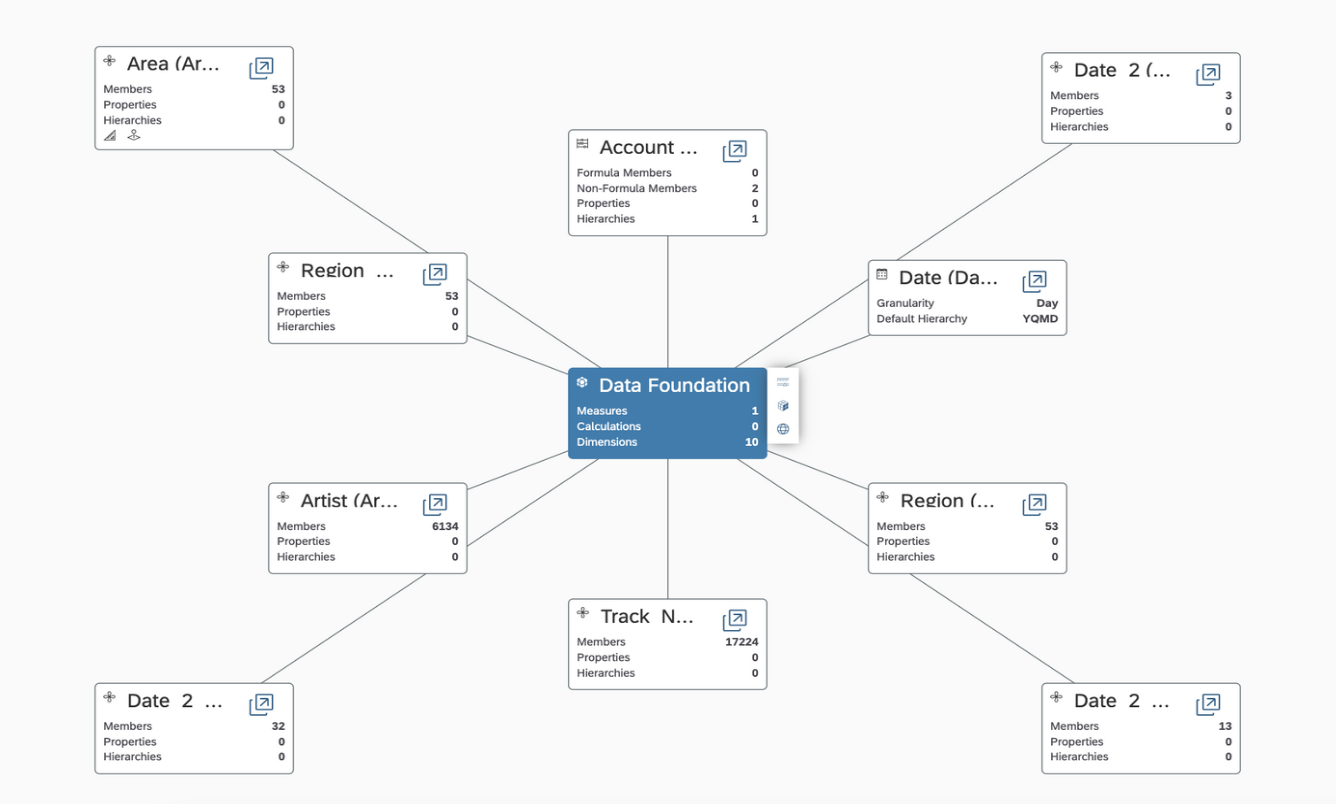 Area (Ar...
Members 53
Properties 0
Hierarchies 0
Date 2 (...
Members 3
Properties 0
Hierarchies 0
Account ...
Formula Members 0
Non-Formula Members 2
Properties 0
Hierarchies 1
Region ...
Members 53
Properties 0
Hierarchies 0
Date (Da...
Granularity Day
Default Hierarchy YQMD
Data Foundation
Measures 1
Calculations 0
Dimensions 10
Artist (Ar...
Members 6134
Properties 0
Hierarchies 0
Region (...
Members 53
Properties 0
Hierarchies 0
Track N...
Members 17224
Properties 0
Hierarchies 0
Date 2 ...
Members 32
Properties 0
Hierarchies 0
Date 2 ...
Members 13
Properties 0
Hierarchies 0